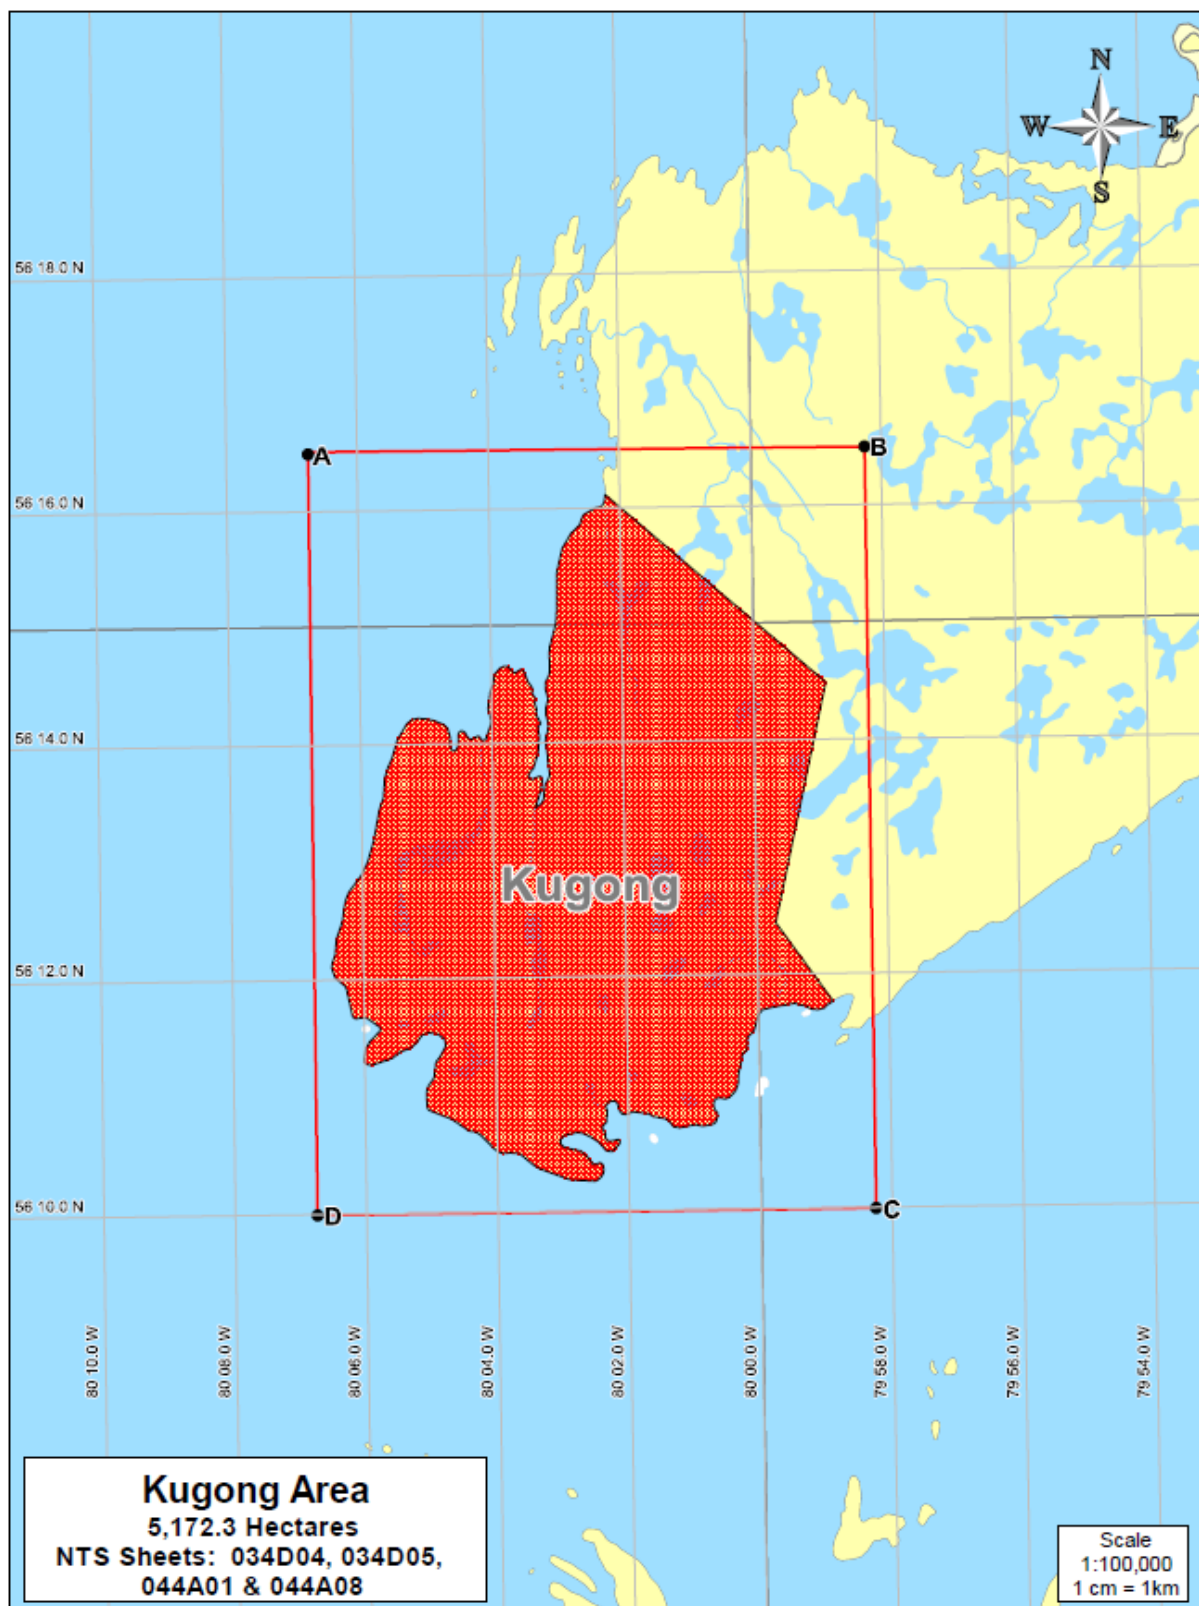 N
W E
S
56 18.0 N
A
B
56 16.0 N
56 14.0 N
Kugong
56 12.0 N
56 10.0 N
D
C
80 10.0 W
80 08.0 W
80 06.0 W
80 04.0 W
80 02.0 W
80 00.0 W
79 58.0 W
79 56.0 W
79 54.0 W
Kugong Area
5,172.3 Hectares
NTS Sheets: 034D04, 034D05,
044A01 & 044A08
Scale
1:100,000
1 cm = 1km